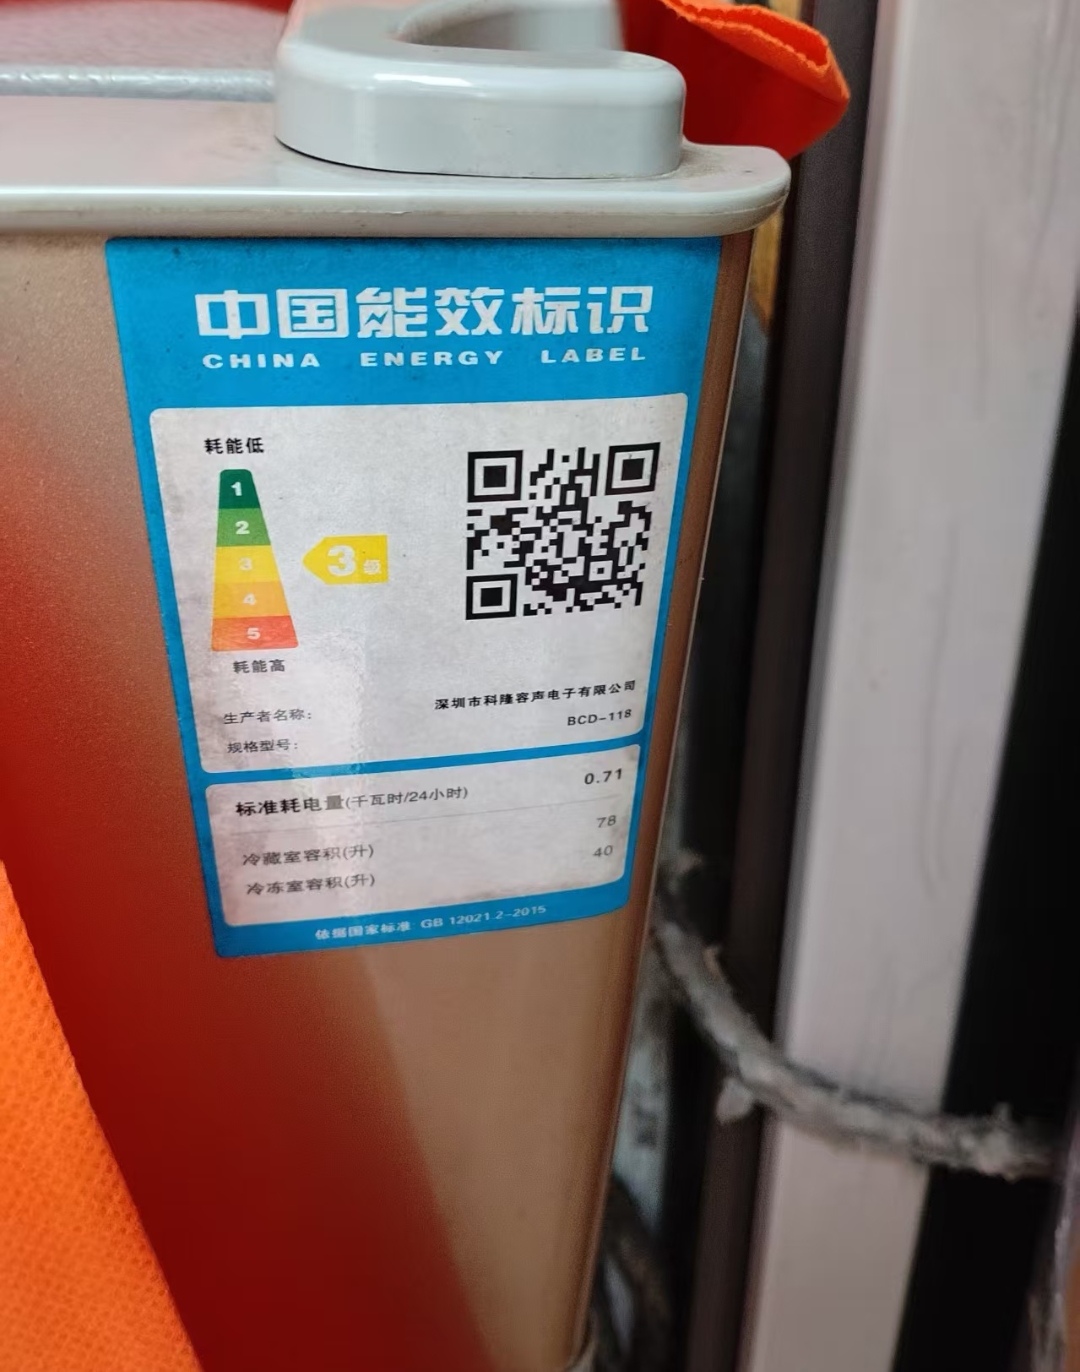 中国能效标识
CHINA ENERGY LABEL
耗能低
1
2
3
4
5
3级
耗能高
生产者名称: 深圳市科隆容声电子有限公司
规格型号: BCD-118
标准耗电量(千瓦时/24小时) 0.71
冷藏室容积(升) 78
冷冻室容积(升) 40
依据国家标准 GB 12021.2-2015